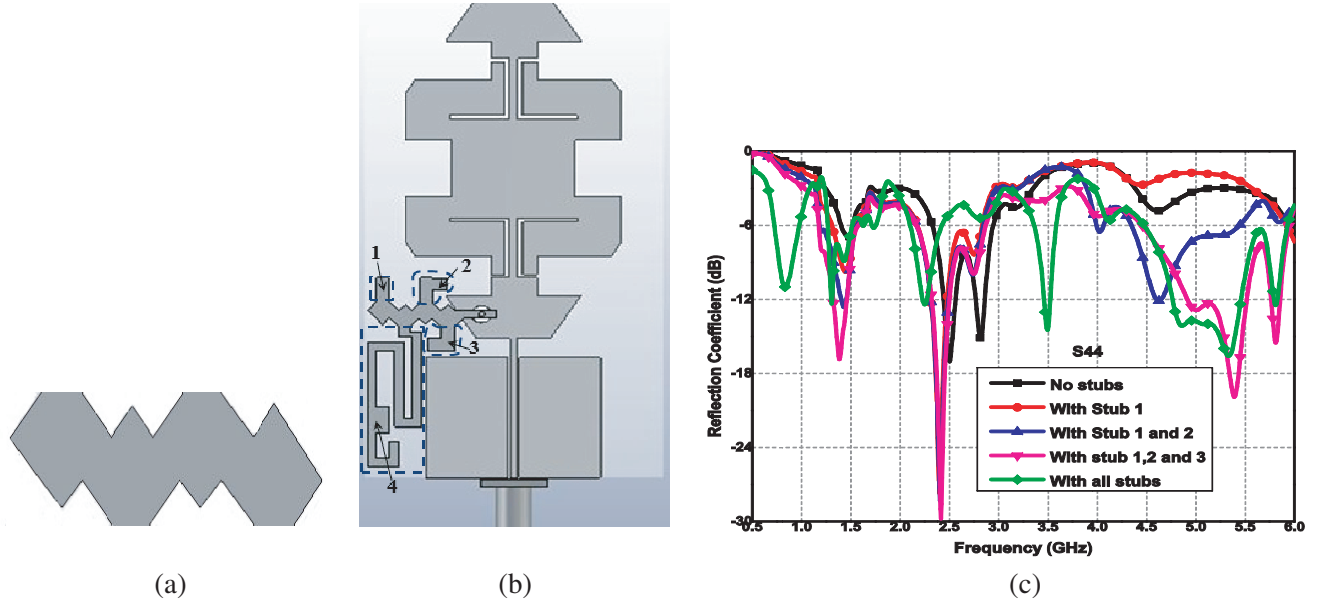 1
2
3
4
0
-6
-12
-18
-24
-30
Reflection Coefficient (dB)
S44
No stubs
With Stub 1
With Stub 1 and 2
With stub 1,2 and 3
With all stubs
0.5 1.0 1.5 2.0 2.5 3.0 3.5 4.0 4.5 5.0 5.5 6.0
Frequency (GHz)
(a) (b) (c)